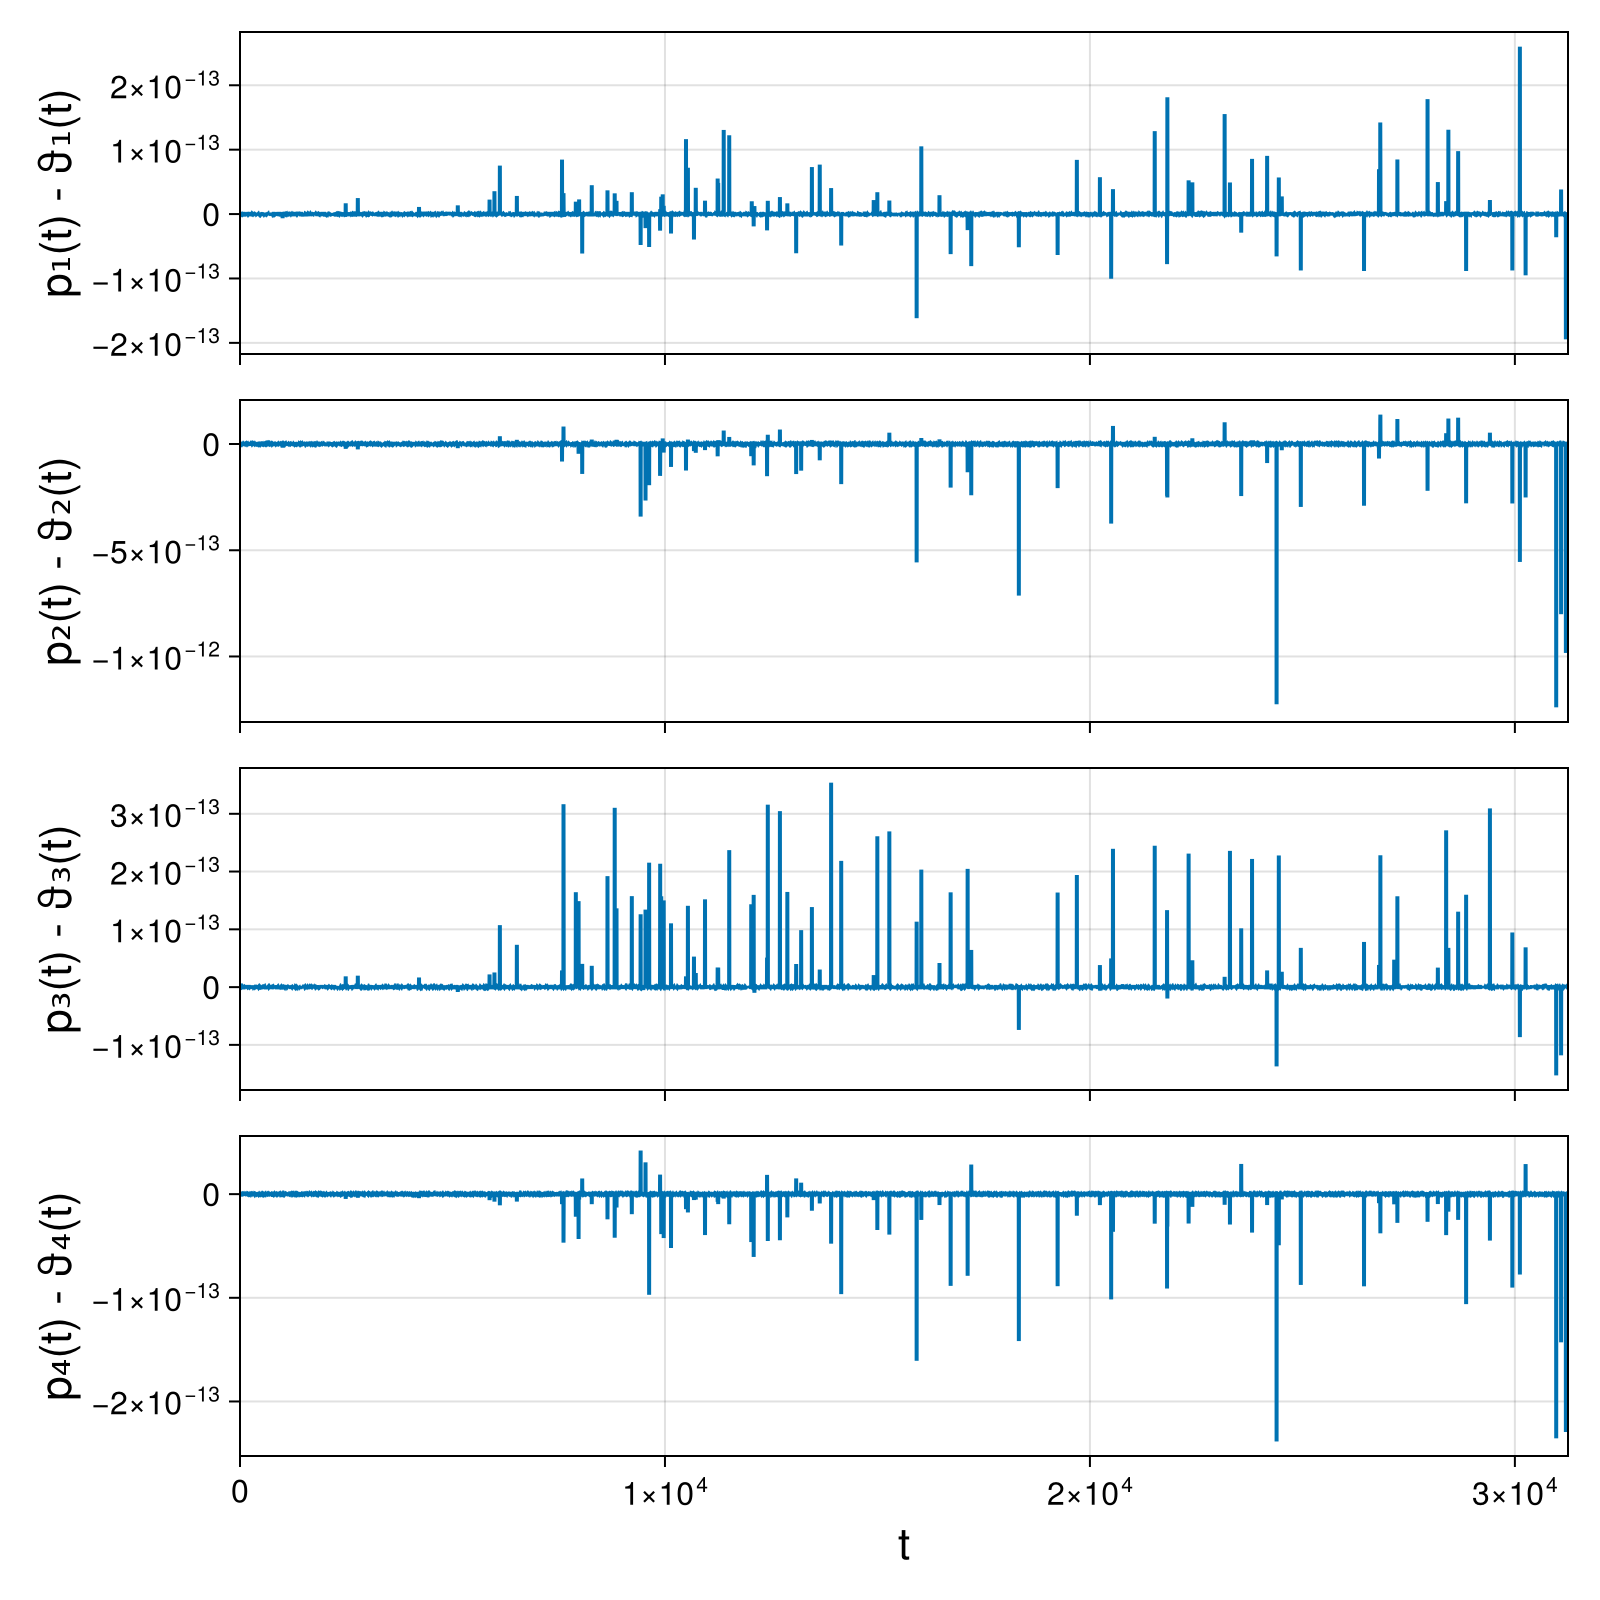 p₁(t) - ϑ₁(t)
2×10⁻¹³
1×10⁻¹³
0
−1×10⁻¹³
−2×10⁻¹³
p₂(t) - ϑ₂(t)
0
−5×10⁻¹³
−1×10⁻¹²
p₃(t) - ϑ₃(t)
3×10⁻¹³
2×10⁻¹³
1×10⁻¹³
0
−1×10⁻¹³
p₄(t) - ϑ₄(t)
0
−1×10⁻¹³
−2×10⁻¹³
0 1×10⁴ 2×10⁴ 3×10⁴
t